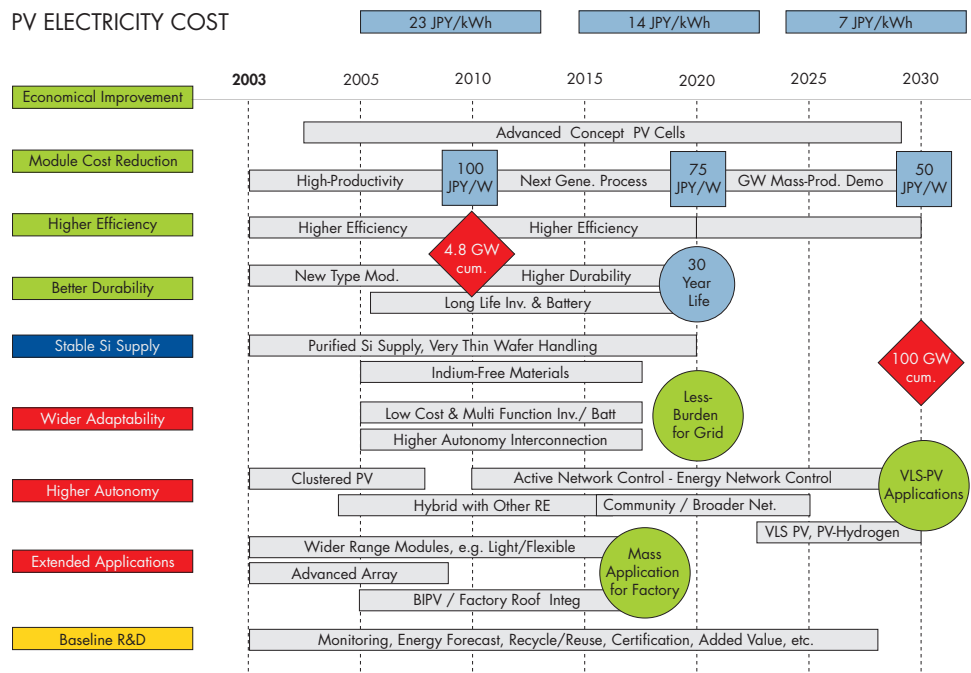 PV ELECTRICITY COST
23 JPY/kWh
14 JPY/kWh
7 JPY/kWh
2003
2005
2010
2015
2020
2025
2030
Economical Improvement
Advanced Concept PV Cells
Module Cost Reduction
High-Productivity
100
JPY/W
Next Gene. Process
75
JPY/W
GW Mass-Prod. Demo
50
JPY/W
Higher Efficiency
Higher Efficiency
Higher Efficiency
4.8 GW
cum.
Better Durability
New Type Mod.
Higher Durability
Long Life Inv. & Battery
30
Year
Life
Stable Si Supply
Purified Si Supply, Very Thin Wafer Handling
Indium-Free Materials
100 GW
cum.
Wider Adaptability
Low Cost & Multi Function Inv./ Batt
Higher Autonomy Interconnection
Less-
Burden
for Grid
Higher Autonomy
Clustered PV
Active Network Control - Energy Network Control
Hybrid with Other RE
Community / Broader Net.
VLS-PV
Applications
VLS PV, PV-Hydrogen
Extended Applications
Wider Range Modules, e.g. Light/Flexible
Advanced Array
BIPV / Factory Roof Integ
Mass
Application
for Factory
Baseline R&D
Monitoring, Energy Forecast, Recycle/Reuse, Certification, Added Value, etc.